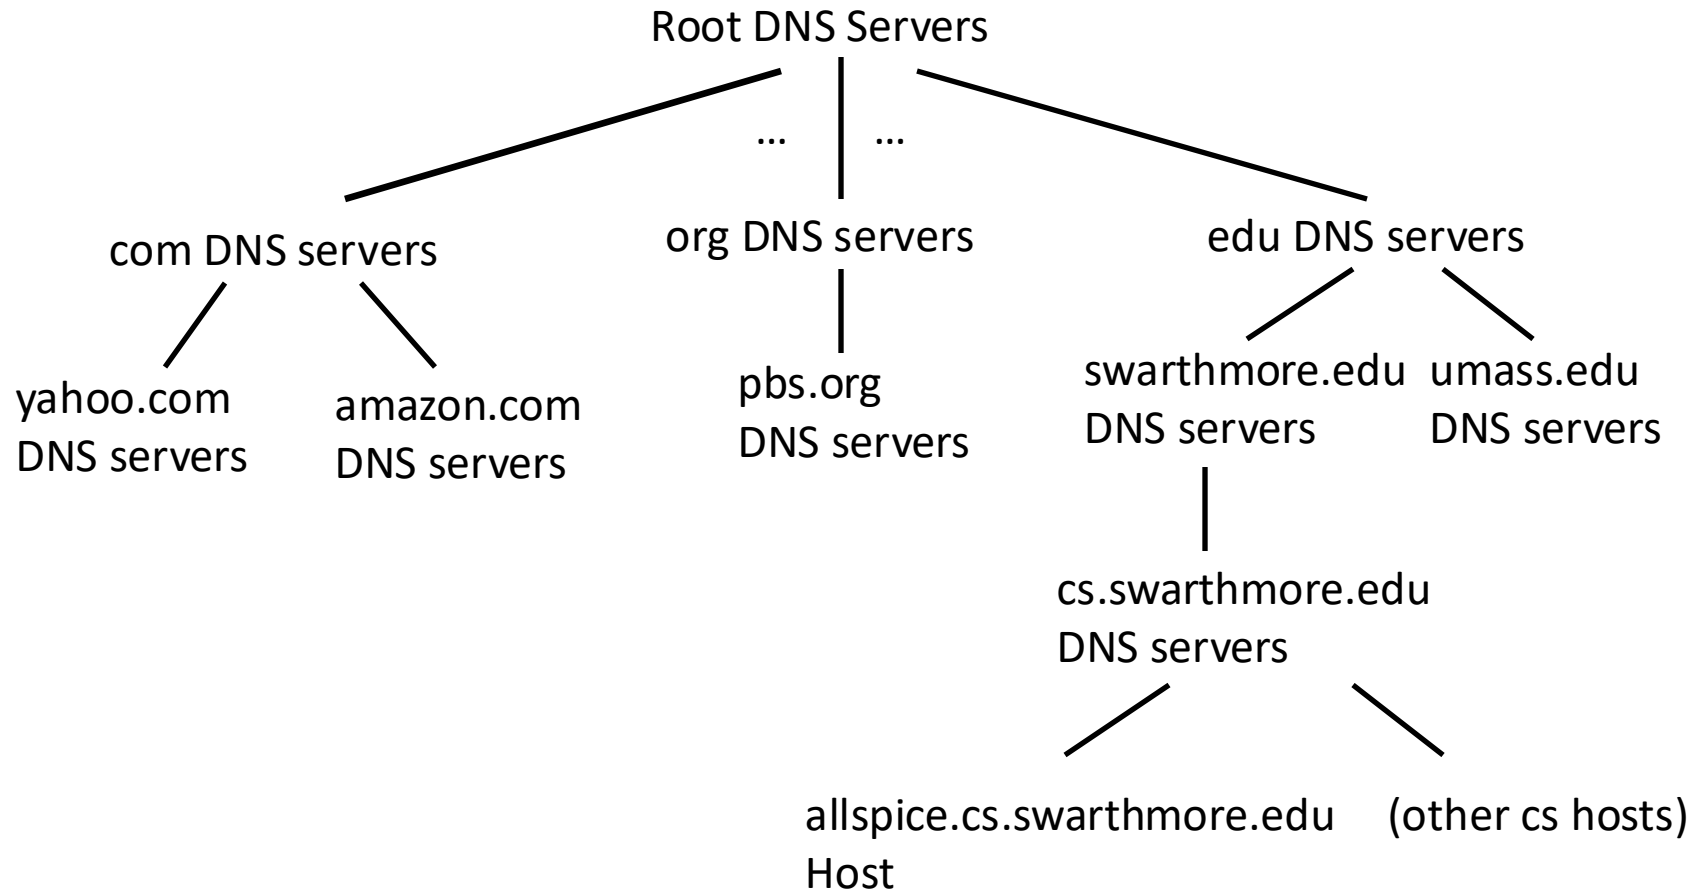 Root DNS Servers
… …
com DNS servers
org DNS servers
edu DNS servers
yahoo.com
DNS servers
amazon.com
DNS servers
pbs.org
DNS servers
swarthmore.edu
DNS servers
umass.edu
DNS servers
cs.swarthmore.edu
DNS servers
allspice.cs.swarthmore.edu
Host
(other cs hosts)